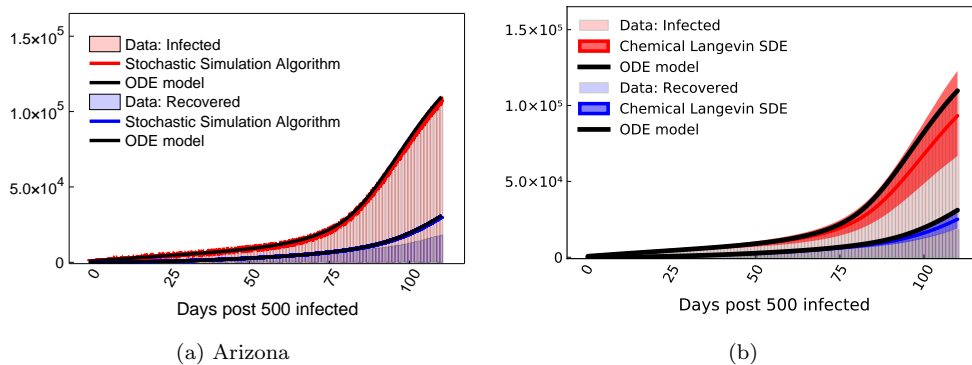 1.5×10⁵
1.0×10⁵
5.0×10⁴
0
Data: Infected
Stochastic Simulation Algorithm
ODE model
Data: Recovered
Stochastic Simulation Algorithm
ODE model
0
25
50
75
100
Days post 500 infected
(a) Arizona
1.5×10⁵
1.0×10⁵
5.0×10⁴
0
Data: Infected
Chemical Langevin SDE
ODE model
Data: Recovered
Chemical Langevin SDE
ODE model
0
25
50
75
100
Days post 500 infected
(b)